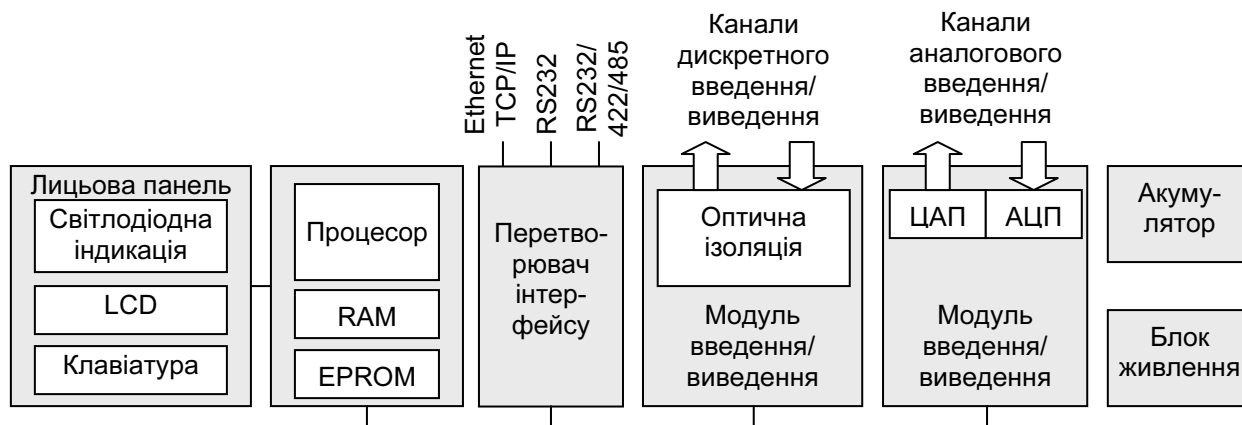 Ethernet
TCP/IP
RS232
RS232/
422/485
Канали
дискретного
введення/
виведення
Канали
аналогового
введення/
виведення
Лицьова панель
Світлодіодна
індикація
LCD
Клавіатура
Процесор
RAM
EPROM
Перетво-
рювач
інтер-
фейсу
Оптична
ізоляція
Модуль
введення/
виведення
ЦАП
АЦП
Модуль
введення/
виведення
Акуму-
лятор
Блок
живлення